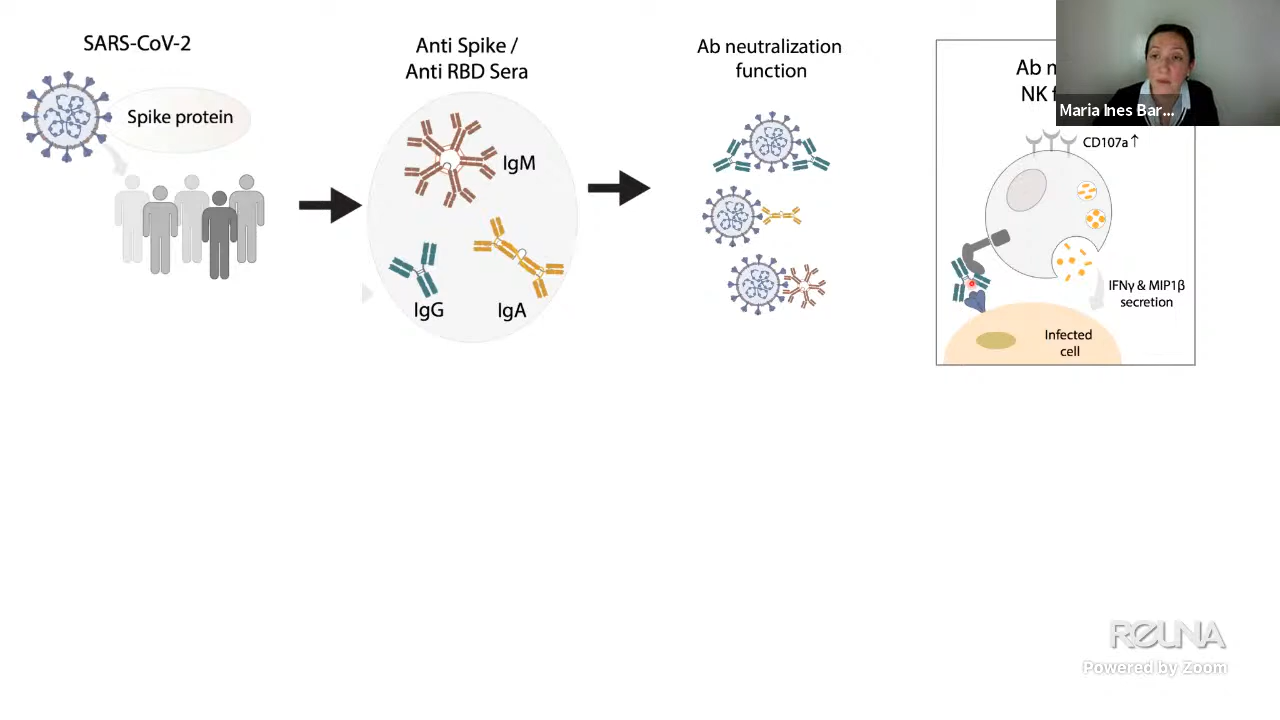 SARS-CoV-2
Spike protein
Anti Spike /
Anti RBD Sera
IgM
IgG
IgA
Ab neutralization
function
Ab
NK
CD107a↑
IFNγ & MIP1β
secretion
Infected
cell
Maria Ines Bar...
REUNA
Powered by Zoom